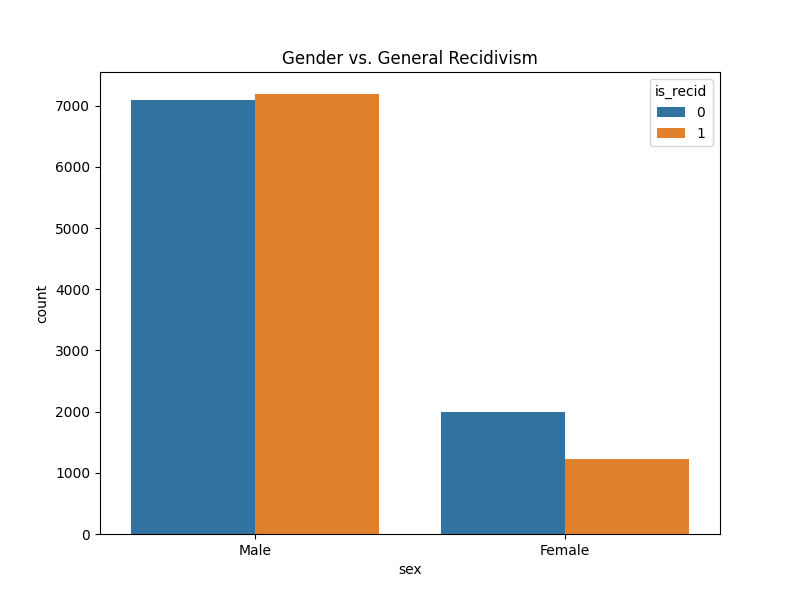 Gender vs. General Recidivism
is_recid
0
1
7000
6000
5000
4000
3000
2000
1000
0
count
Male
Female
sex